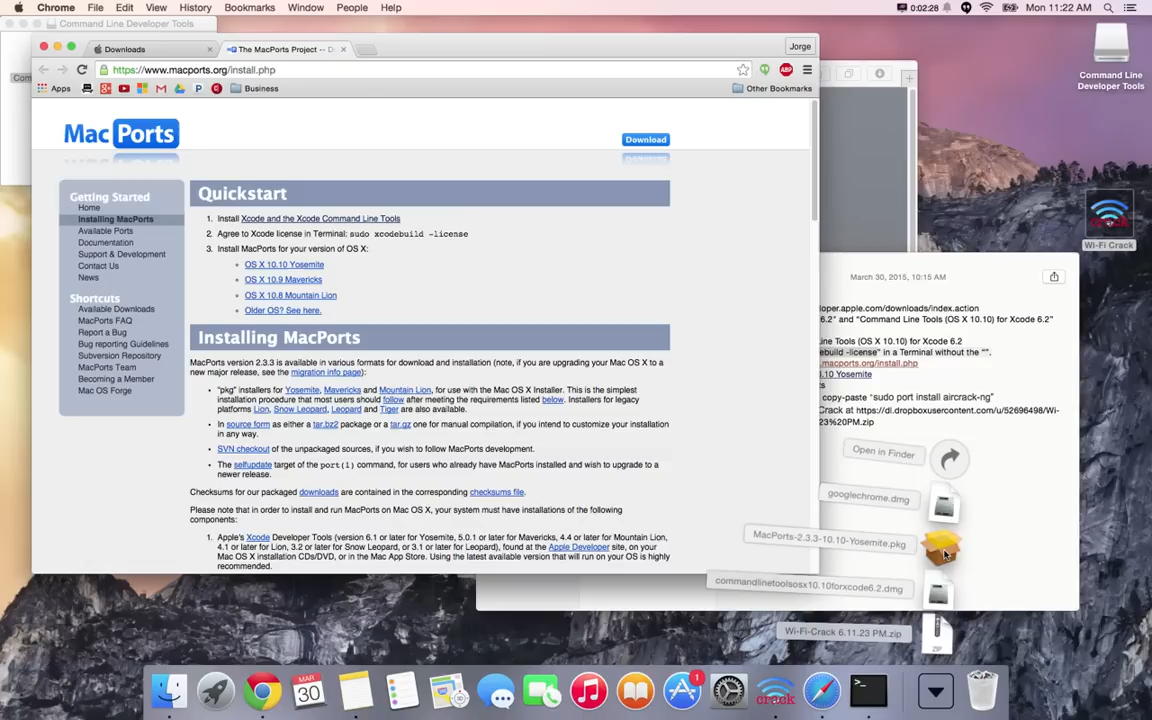 Chrome File Edit View History Bookmarks Window People Help
0:02:28 Mon 11:22 AM
Command Line Developer Tools
Downloads
The MacPorts Project -- D
Jorge
https://www.macports.org/install.php
Apps
Business
Other Bookmarks
MacPorts
Download
Getting Started
Home
Installing MacPorts
Available Ports
Documentation
Support & Development
Contact Us
News
Shortcuts
Available Downloads
MacPorts FAQ
Report a Bug
Bug reporting Guidelines
Subversion Repository
MacPorts Team
Becoming a Member
Mac OS Forge
Quickstart
1. Install Xcode and the Xcode Command Line Tools
2. Agree to Xcode license in Terminal: sudo xcodebuild -license
3. Install MacPorts for your version of OS X:
OS X 10.10 Yosemite
OS X 10.9 Mavericks
OS X 10.8 Mountain Lion
Older OS? See here.
Installing MacPorts
MacPorts version 2.3.3 is available in various formats for download and installation (note, if you are upgrading your Mac OS X to a
new major release, see the migration info page):
"pkg" installers for Yosemite, Mavericks and Mountain Lion, for use with the Mac OS X Installer. This is the simplest
installation procedure that most users should follow after meeting the requirements listed below. Installers for legacy
platforms Lion, Snow Leopard, Leopard and Tiger are also available.
In source form as either a tar.bz2 package or a tar.gz one for manual compilation, if you intend to customize your installation
in any way.
SVN checkout of the unpackaged sources, if you wish to follow MacPorts development.
The selfupdate target of the port(1) command, for users who already have MacPorts installed and wish to upgrade to a
newer release.
Checksums for our packaged downloads are contained in the corresponding checksums file.
Please note that in order to install and run MacPorts on Mac OS X, your system must have installations of the following
components:
1. Apple's Xcode Developer Tools (version 6.1 or later for Yosemite, 5.0.1 or later for Mavericks, 4.4 or later for Mountain Lion,
4.1 or later for Lion, 3.2 or later for Snow Leopard, or 3.1 or later for Leopard), found at the Apple Developer site, on your
Mac OS X installation CDs/DVD, or in the Mac App Store. Using the latest available version that will run on your OS is highly
recommended.
Command Line
Developer Tools
Wi-Fi Crack
March 30, 2015, 10:15 AM
loper.apple.com/downloads/index.action
6.2" and "Command Line Tools (OS X 10.10) for Xcode 6.2"
Line Tools (OS X 10.10) for Xcode 6.2
ebuild -license" in a Terminal without the "".
.macports.org/install.php
.10 Yosemite
ts
copy-paste "sudo port install aircrack-ng"
Crack at https://dl.dropboxusercontent.com/u/52696498/Wi-
%20PM.zip
Open in Finder
googlechrome.dmg
MacPorts-2.3.3-10.10-Yosemite.pkg
commandlinetoolsosx10.10forxcode6.2.dmg
Wi-Fi-Crack 6.11.23 PM.zip
ZIP
MAR
30
1
crack
>_